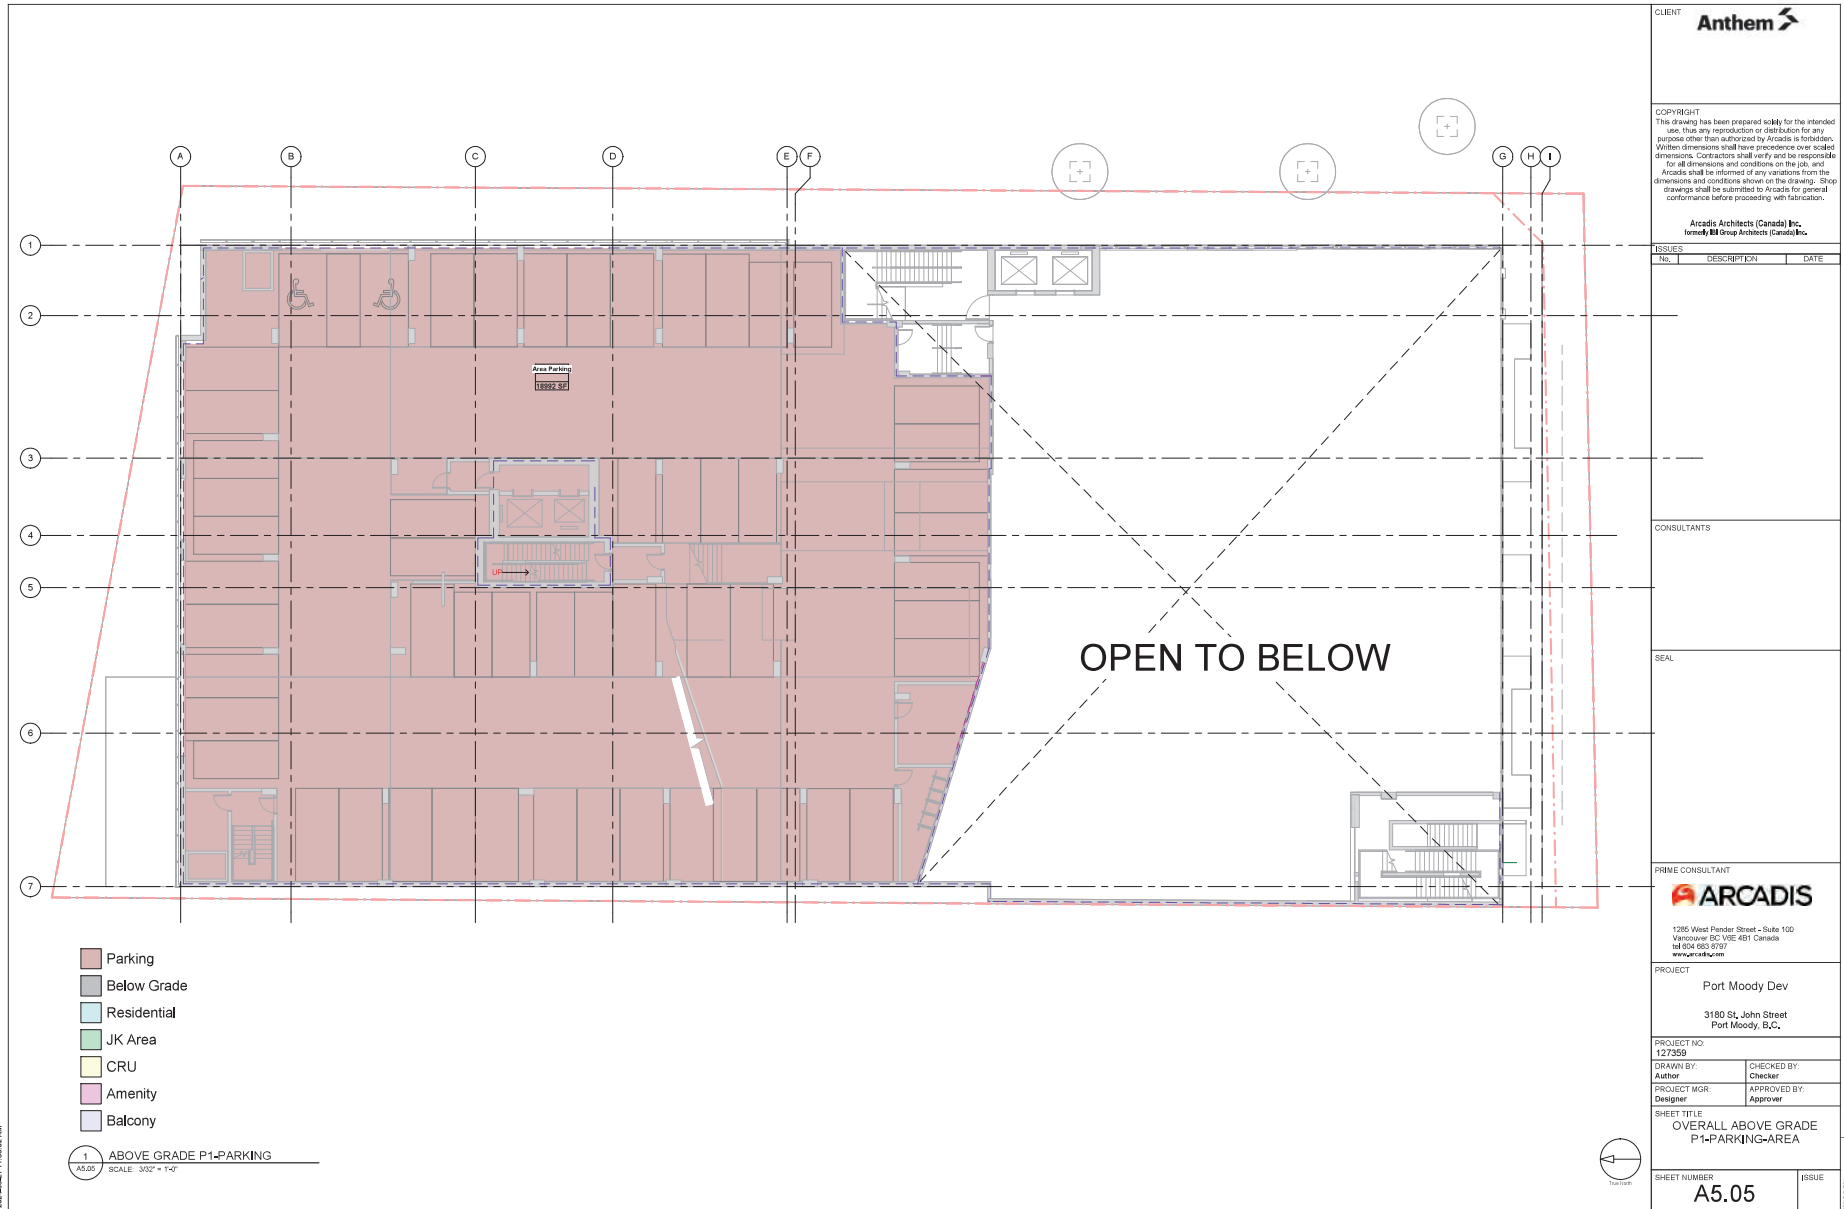 CLIENT
Anthem
COPYRIGHT
This drawing has been prepared solely for the intended
use, thus any reproduction or distribution for any
purpose other than authorized by Arcadis is forbidden.
Written dimensions shall have precedence over scaled
dimensions. Contractors shall verify and be responsible
for all dimensions and conditions on the job, and
Arcadis shall be informed of any variations from the
dimensions and conditions shown on the drawing. Shop
drawings shall be submitted to Arcadis for general
conformance before proceeding with fabrication.
Arcadis Architects (Canada) Inc.
formerly IBI Group Architects (Canada) Inc.
ISSUES
No. DESCRIPTION DATE
A B C D E F G H I
1
2
3
4
5
6
7
Area Parking
18992 SF
UP
OPEN TO BELOW
CONSULTANTS
SEAL
PRIME CONSULTANT
ARCADIS
1285 West Pender Street - Suite 100
Vancouver BC V6E 4B1 Canada
tel 604 683 8797
www.arcadis.com
PROJECT
Port Moody Dev
3180 St. John Street
Port Moody, B.C.
PROJECT NO:
127359
DRAWN BY: CHECKED BY:
Author Checker
PROJECT MGR: APPROVED BY:
Designer Approver
SHEET TITLE
OVERALL ABOVE GRADE
P1-PARKING-AREA
SHEET NUMBER ISSUE
A5.05
Parking
Below Grade
Residential
JK Area
CRU
Amenity
Balcony
1 ABOVE GRADE P1-PARKING
A5.05 SCALE: 3/32" = 1'-0"
True North